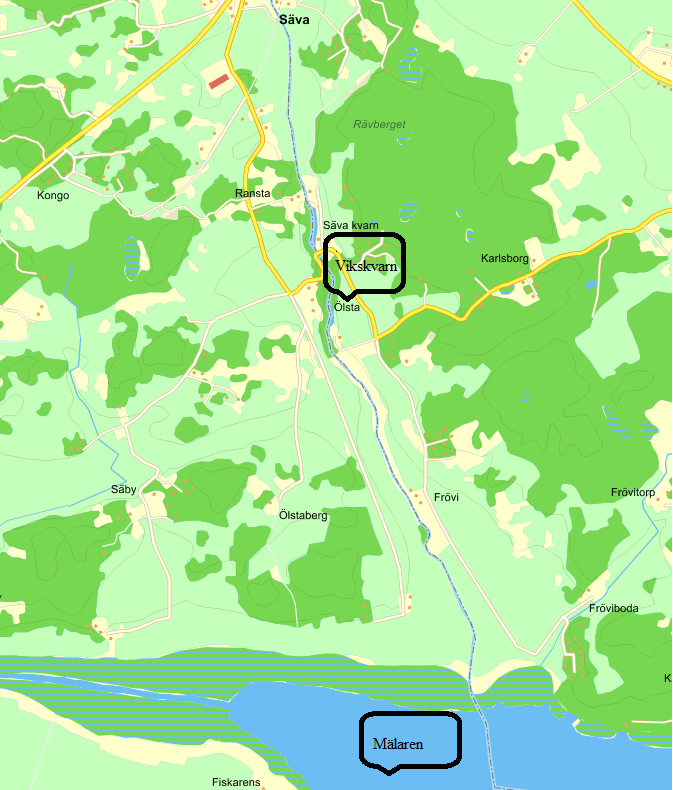 Säva
Rävberget
Kongo
Ransta
Säva kvarn
Karlsborg
Vikskvarn
Ölsta
Säby
Frövi
Frövitorp
Ölstaberg
Fröviboda
K
Mälaren
Fiskarens